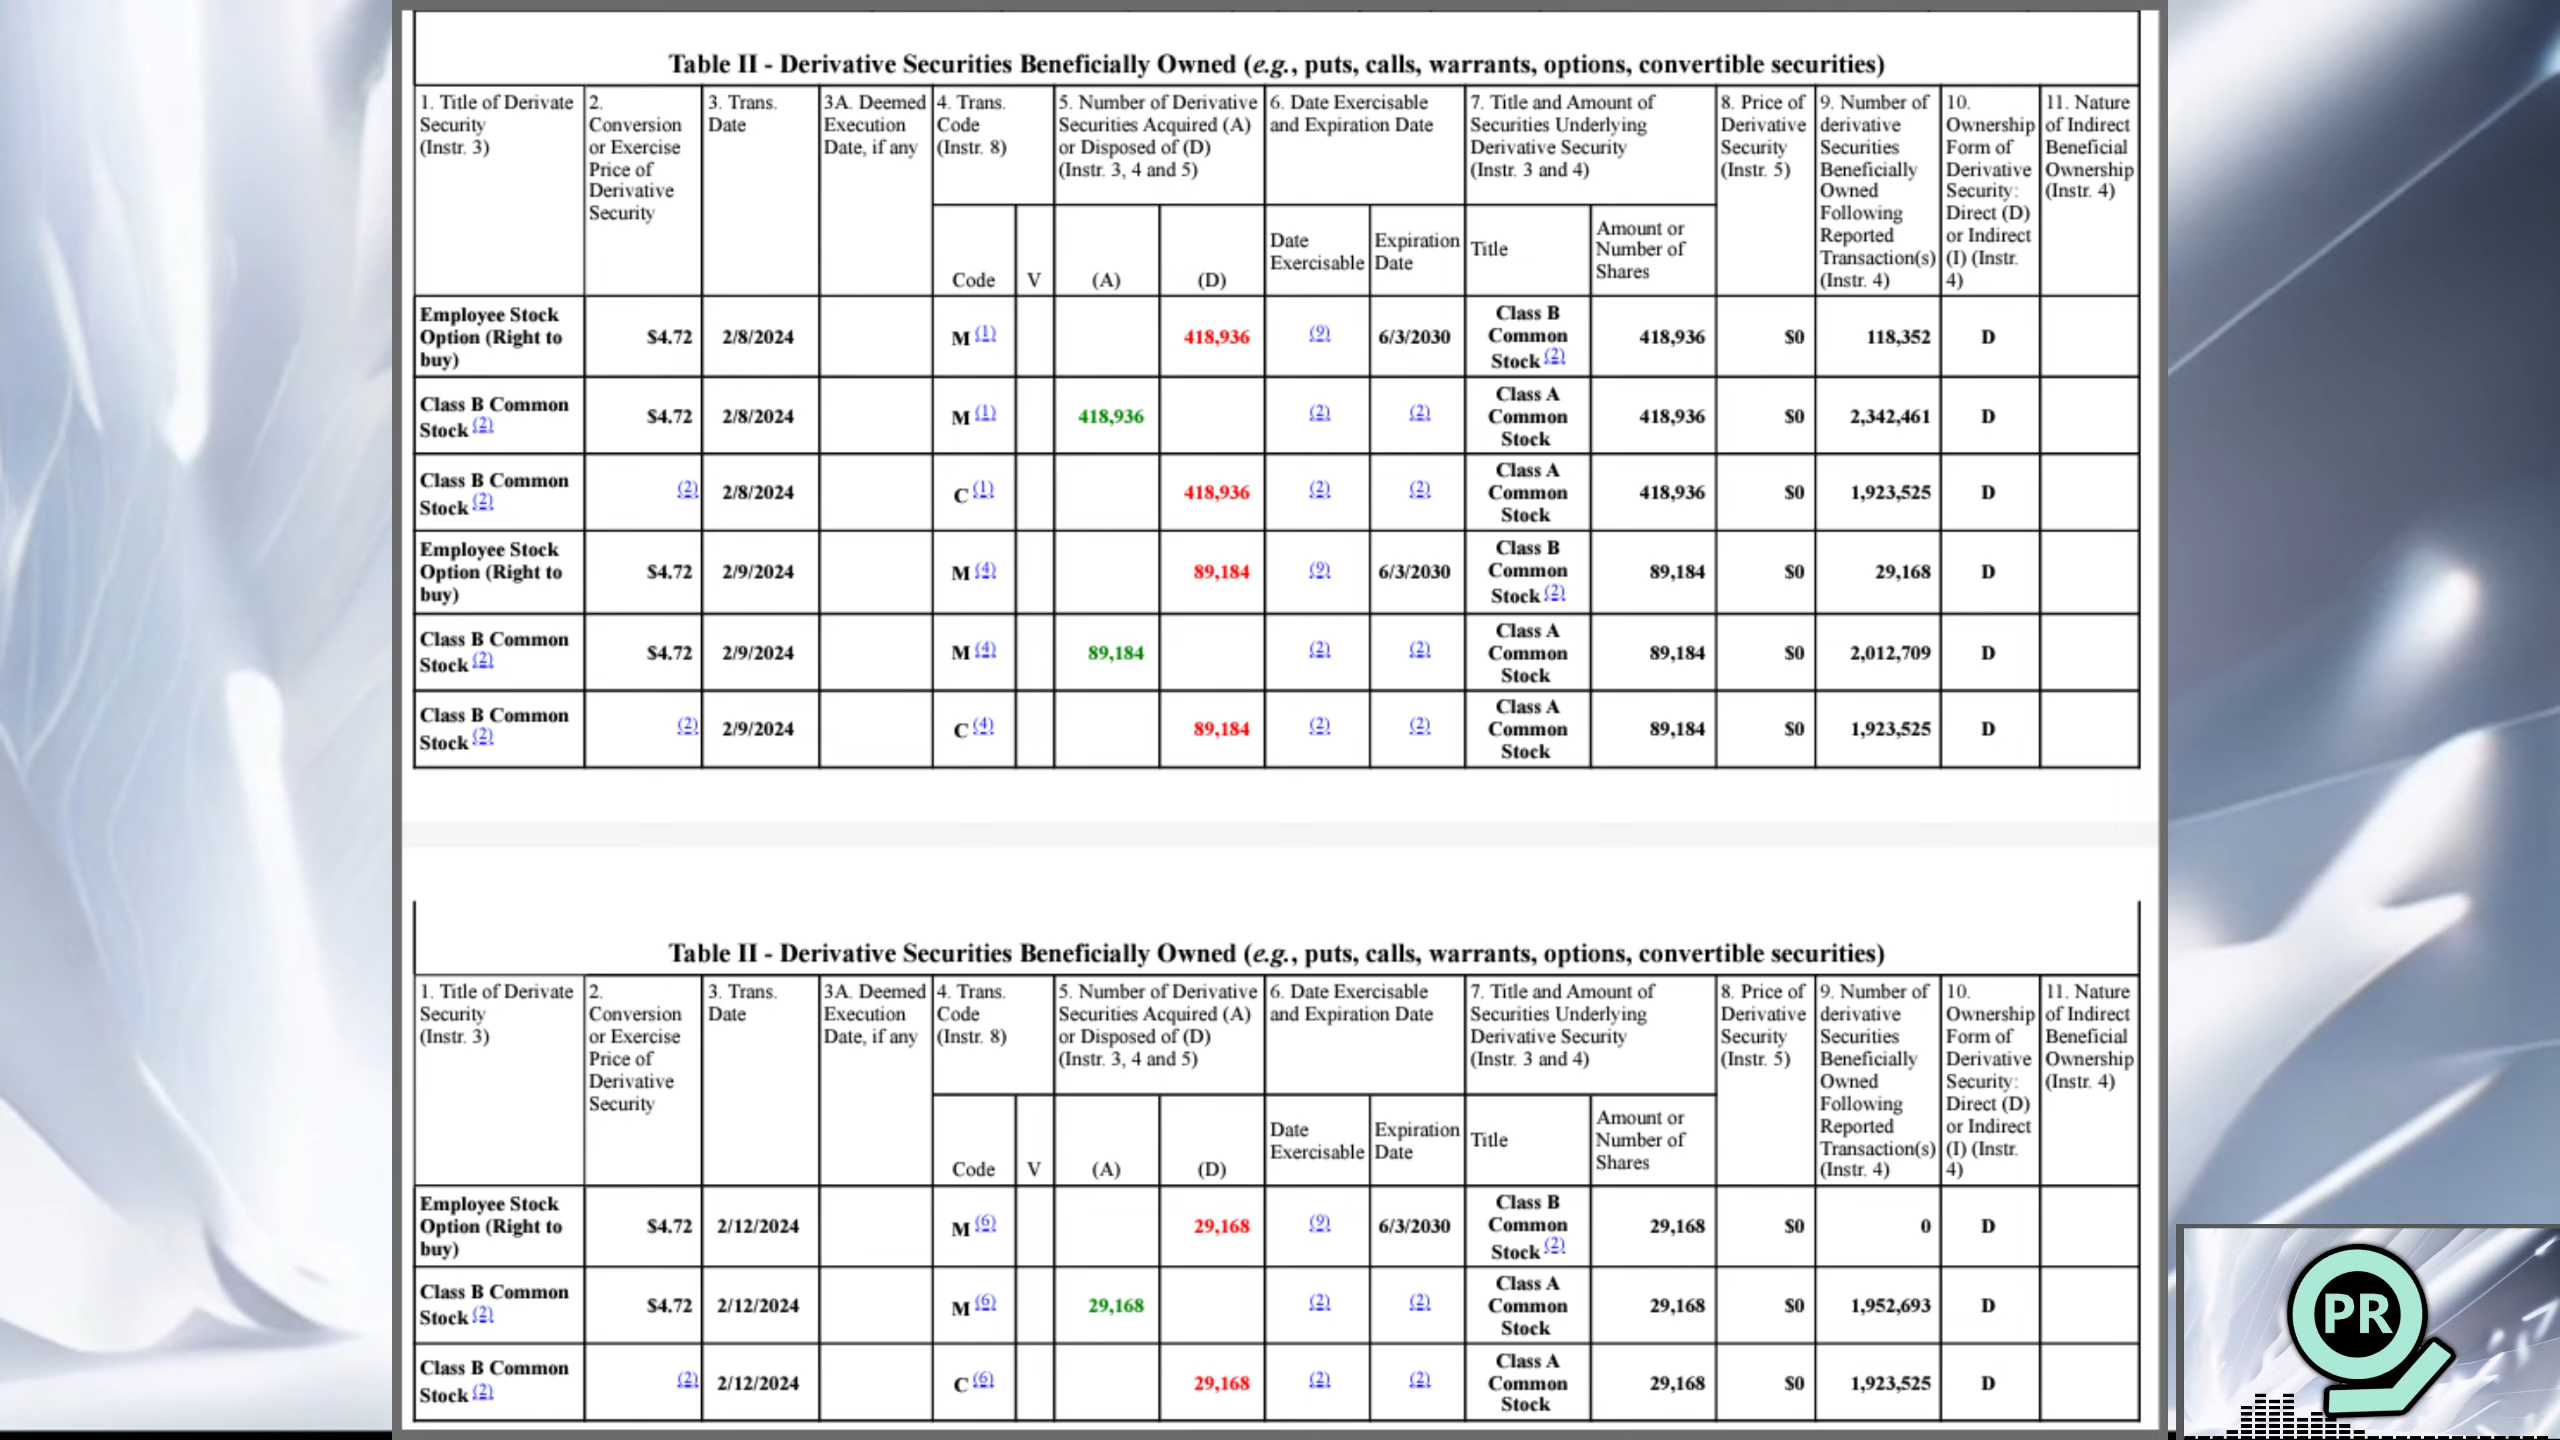 Table II - Derivative Securities Beneficially Owned (e.g., puts, calls, warrants, options, convertible securities)
1. Title of Derivate Security (Instr. 3)
2. Conversion or Exercise Price of Derivative Security
3. Trans. Date
3A. Deemed Execution Date, if any
4. Trans. Code (Instr. 8)
5. Number of Derivative Securities Acquired (A) or Disposed of (D) (Instr. 3, 4 and 5)
6. Date Exercisable and Expiration Date
7. Title and Amount of Securities Underlying Derivative Security (Instr. 3 and 4)
8. Price of Derivative Security (Instr. 5)
9. Number of derivative Securities Beneficially Owned Following Reported Transaction(s) (Instr. 4)
10. Ownership Form of Derivative Security: Direct (D) or Indirect (I) (Instr. 4)
11. Nature of Indirect Beneficial Ownership (Instr. 4)
Code V (A) (D) Date Exercisable Expiration Date Title Amount or Number of Shares
Employee Stock Option (Right to buy) $4.72 2/8/2024 M (1) 418,936 (9) 6/3/2030 Class B Common Stock (2) 418,936 $0 118,352 D
Class B Common Stock (2) $4.72 2/8/2024 M (1) 418,936 (2) (2) Class A Common Stock 418,936 $0 2,342,461 D
Class B Common Stock (2) (2) 2/8/2024 C (1) 418,936 (2) (2) Class A Common Stock 418,936 $0 1,923,525 D
Employee Stock Option (Right to buy) $4.72 2/9/2024 M (4) 89,184 (9) 6/3/2030 Class B Common Stock (2) 89,184 $0 29,168 D
Class B Common Stock (2) $4.72 2/9/2024 M (4) 89,184 (2) (2) Class A Common Stock 89,184 $0 2,012,709 D
Class B Common Stock (2) (2) 2/9/2024 C (4) 89,184 (2) (2) Class A Common Stock 89,184 $0 1,923,525 D
Table II - Derivative Securities Beneficially Owned (e.g., puts, calls, warrants, options, convertible securities)
1. Title of Derivate Security (Instr. 3)
2. Conversion or Exercise Price of Derivative Security
3. Trans. Date
3A. Deemed Execution Date, if any
4. Trans. Code (Instr. 8)
5. Number of Derivative Securities Acquired (A) or Disposed of (D) (Instr. 3, 4 and 5)
6. Date Exercisable and Expiration Date
7. Title and Amount of Securities Underlying Derivative Security (Instr. 3 and 4)
8. Price of Derivative Security (Instr. 5)
9. Number of derivative Securities Beneficially Owned Following Reported Transaction(s) (Instr. 4)
10. Ownership Form of Derivative Security: Direct (D) or Indirect (I) (Instr. 4)
11. Nature of Indirect Beneficial Ownership (Instr. 4)
Code V (A) (D) Date Exercisable Expiration Date Title Amount or Number of Shares
Employee Stock Option (Right to buy) $4.72 2/12/2024 M (6) 29,168 (9) 6/3/2030 Class B Common Stock (2) 29,168 $0 0 D
Class B Common Stock (2) $4.72 2/12/2024 M (6) 29,168 (2) (2) Class A Common Stock 29,168 $0 1,952,693 D
Class B Common Stock (2) (2) 2/12/2024 C (6) 29,168 (2) (2) Class A Common Stock 29,168 $0 1,923,525 D
PR